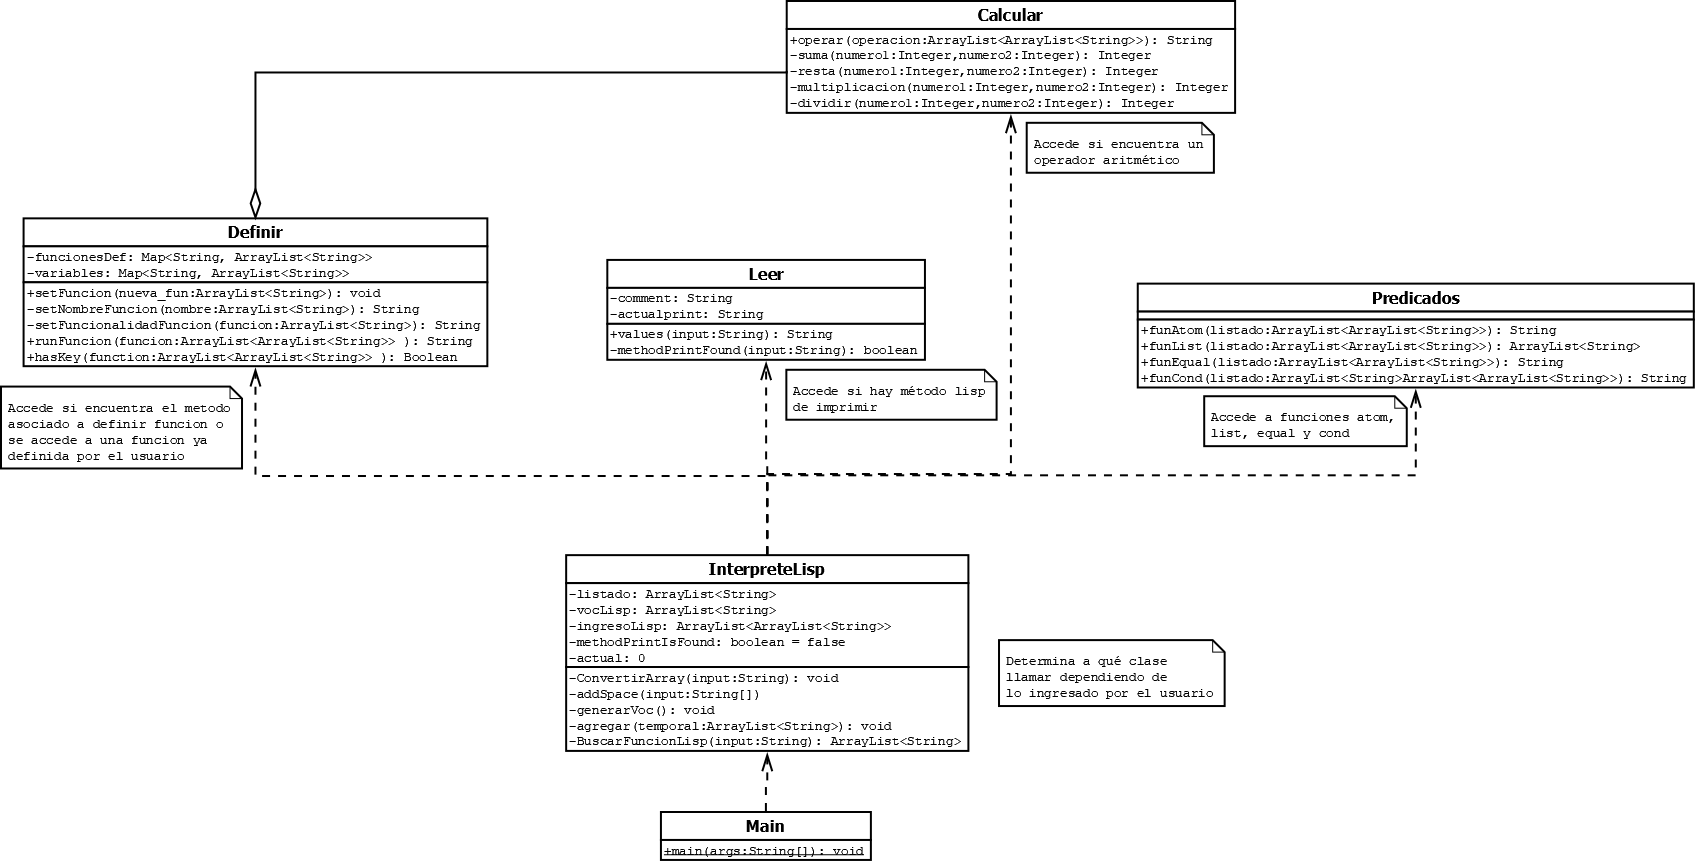 Calcular
+operar(operacion:ArrayList<ArrayList<String>>): String
-suma(numero1:Integer,numero2:Integer): Integer
-resta(numero1:Integer,numero2:Integer): Integer
-multiplicacion(numero1:Integer,numero2:Integer): Integer
-dividir(numero1:Integer,numero2:Integer): Integer
Accede si encuentra un
operador aritmético
Definir
-funcionesDef: Map<String, ArrayList<String>>
-variables: Map<String, ArrayList<String>>
+setFuncion(nueva_fun:ArrayList<String>): void
-setNombreFuncion(nombre:ArrayList<String>): String
-setFuncionalidadFuncion(funcion:ArrayList<String>): String
+runFuncion(funcion:ArrayList<ArrayList<String>> ): String
+hasKey(function:ArrayList<ArrayList<String>> ): Boolean
Accede si encuentra el metodo
asociado a definir funcion o
se accede a una funcion ya
definida por el usuario
Leer
-comment: String
-actualprint: String
+values(input:String): String
-methodPrintFound(input:String): boolean
Accede si hay método lisp
de imprimir
Predicados
+funAtom(listado:ArrayList<ArrayList<String>>): String
+funList(listado:ArrayList<ArrayList<String>>): ArrayList<String>
+funEqual(listado:ArrayList<ArrayList<String>>): String
+funCond(listado:ArrayList<String>ArrayList<ArrayList<String>>): String
Accede a funciones atom,
list, equal y cond
InterpreteLisp
-listado: ArrayList<String>
-vocLisp: ArrayList<String>
-ingresoLisp: ArrayList<ArrayList<String>>
-methodPrintIsFound: boolean = false
-actual: 0
-ConvertirArray(input:String): void
-addSpace(input:String[])
-generarVoc(): void
-agregar(temporal:ArrayList<String>): void
-BuscarFuncionLisp(input:String): ArrayList<String>
Determina a qué clase
llamar dependiendo de
lo ingresado por el usuario
Main
+main(args:String[]): void